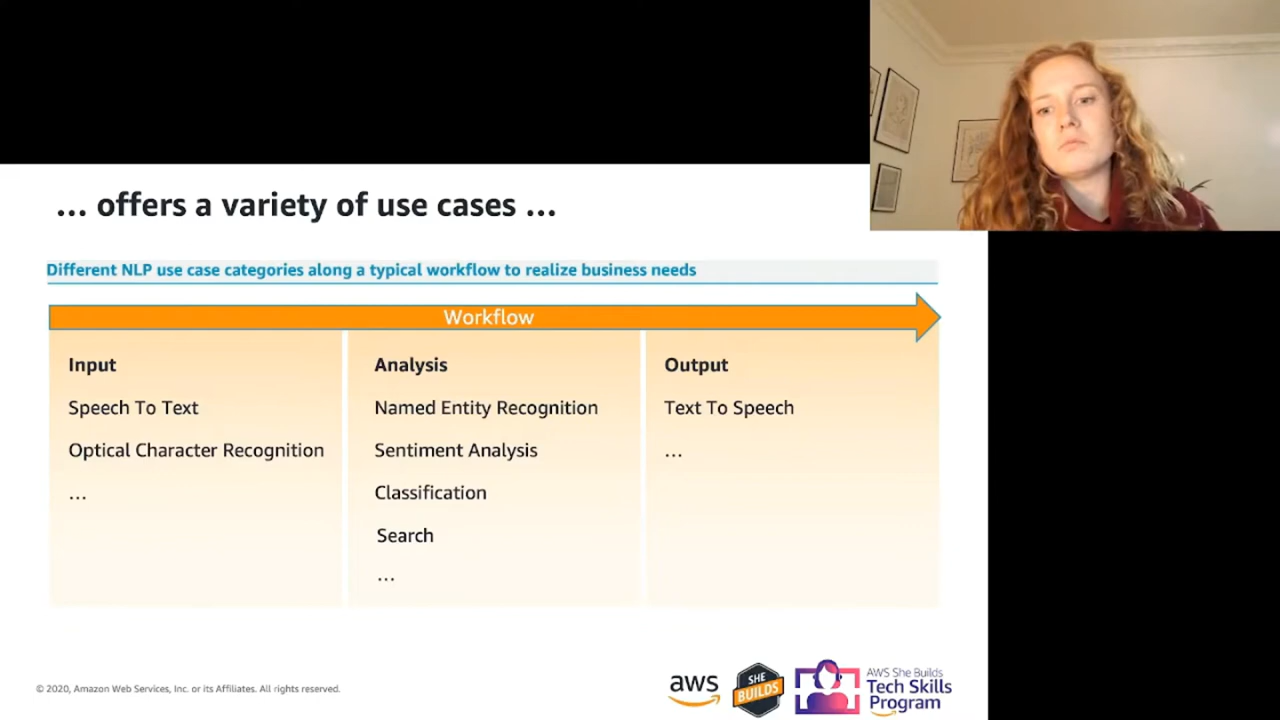 ... offers a variety of use cases ...
Different NLP use case categories along a typical workflow to realize business needs
Workflow
Input
Speech To Text
Optical Character Recognition
...
Analysis
Named Entity Recognition
Sentiment Analysis
Classification
Search
...
Output
Text To Speech
...
© 2020, Amazon Web Services, Inc. or its Affiliates. All rights reserved.
aws
SHE
BUILDS
AWS She Builds
Tech Skills
Program